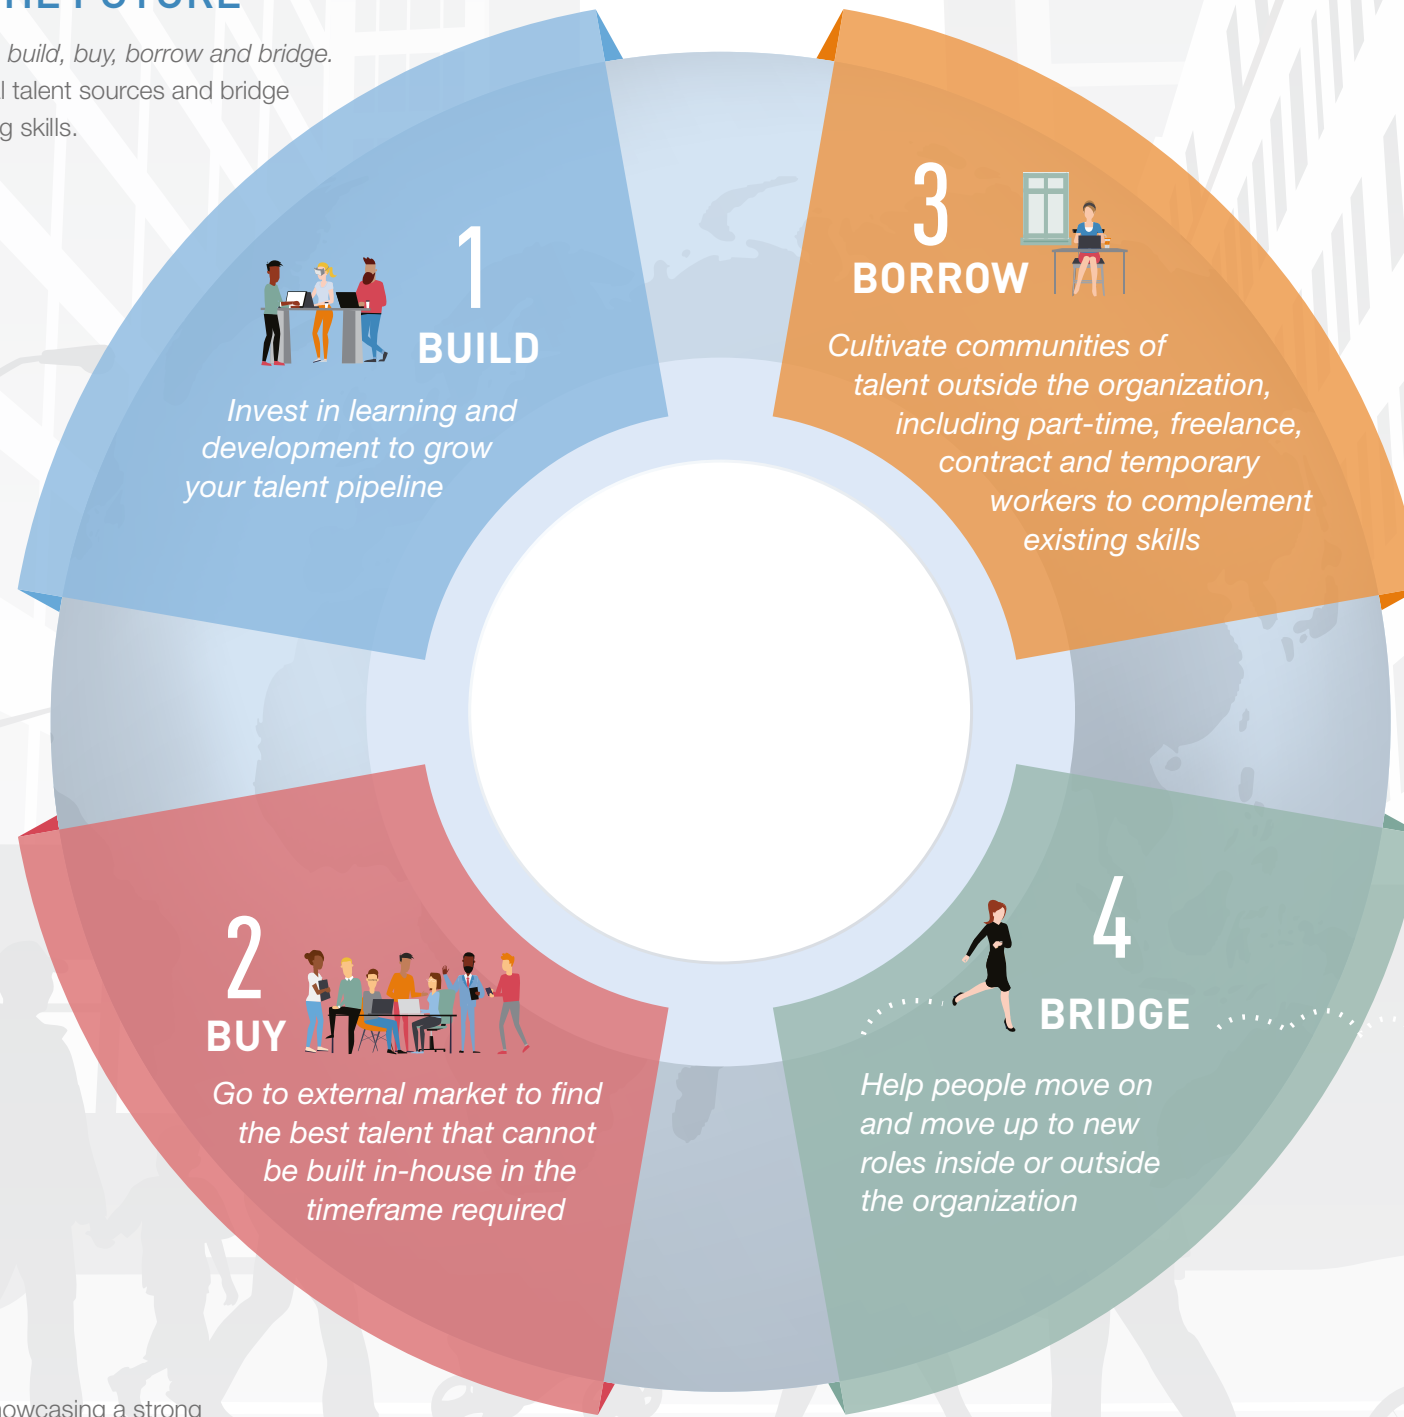 THE FUTURE
build, buy, borrow and bridge.
talent sources and bridge
skills.
1
BUILD
Invest in learning and
development to grow
your talent pipeline
3
BORROW
Cultivate communities of
talent outside the organization,
including part-time, freelance,
contract and temporary
workers to complement
existing skills
2
BUY
Go to external market to find
the best talent that cannot
be built in-house in the
timeframe required
4
BRIDGE
Help people move on
and move up to new
roles inside or outside
the organization
a strong